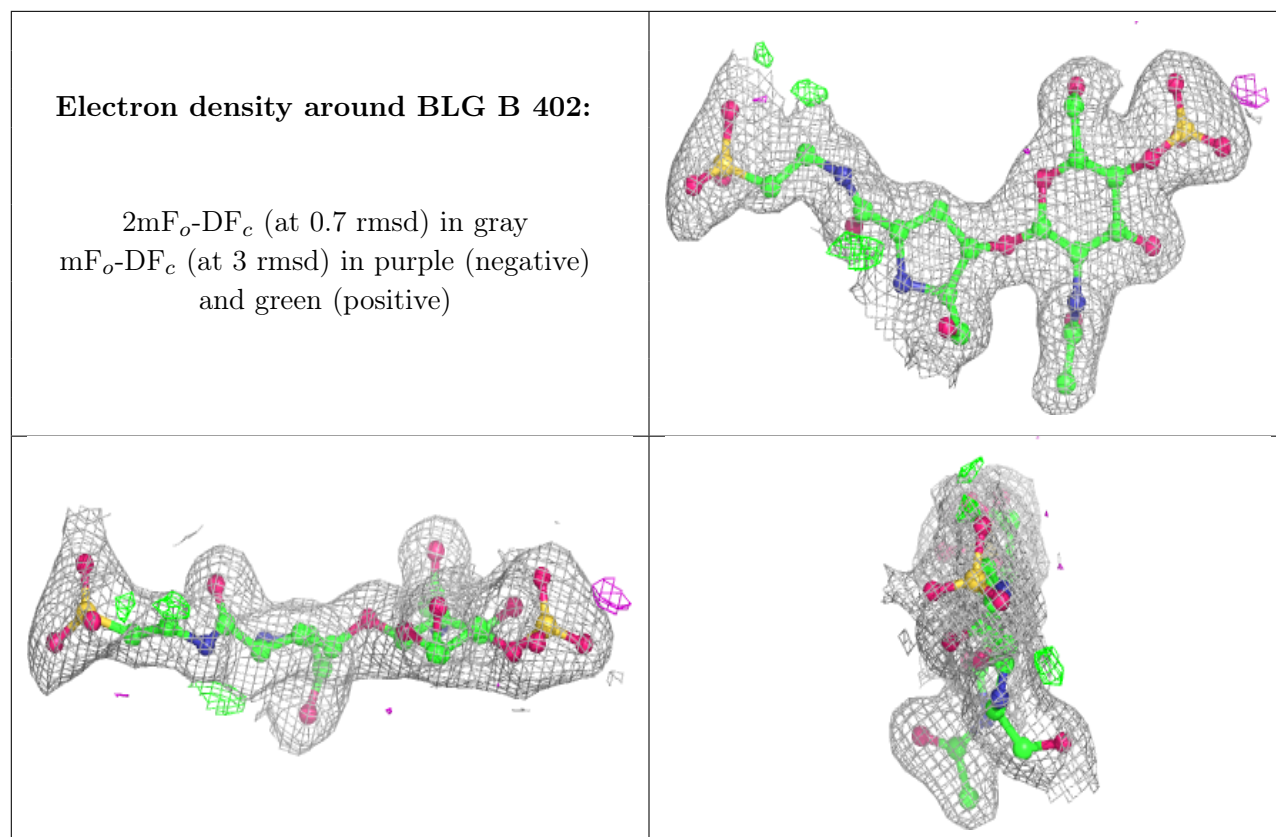 Electron density around BLG B 402:
2mFo-DFc (at 0.7 rmsd) in gray
mFo-DFc (at 3 rmsd) in purple (negative)
and green (positive)